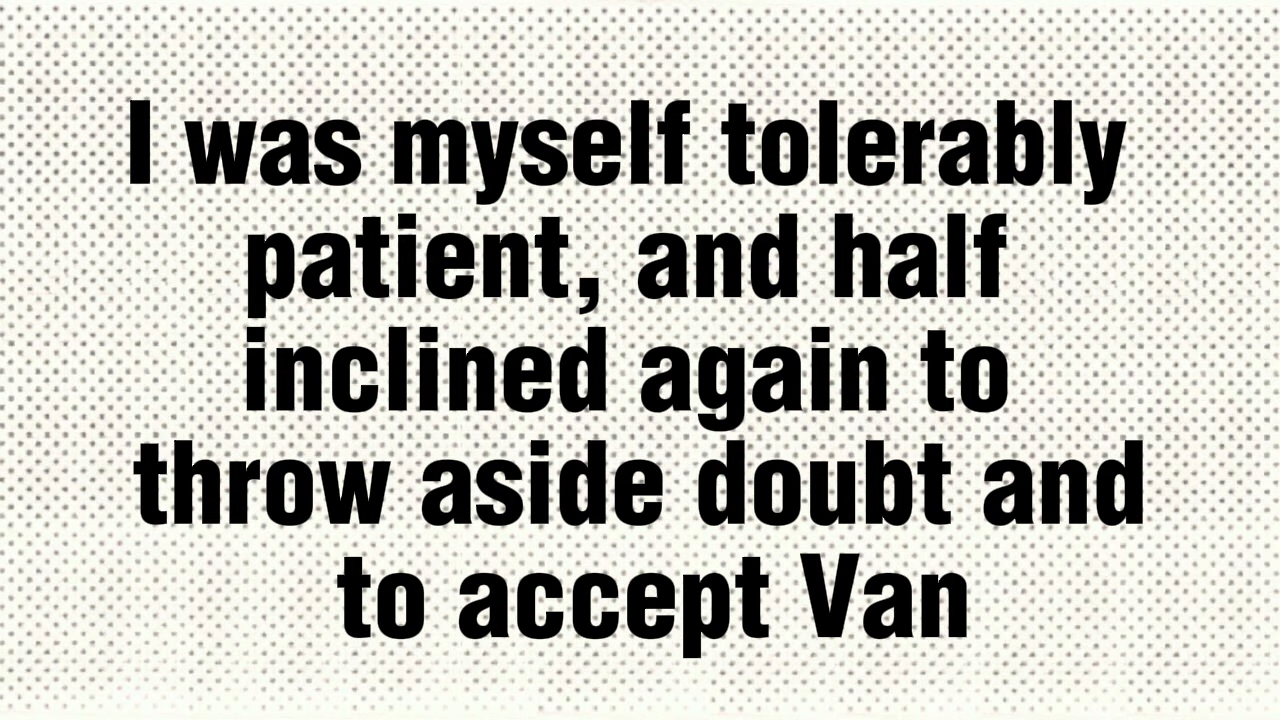 I was myself tolerably
patient, and half
inclined again to
throw aside doubt and
to accept Van